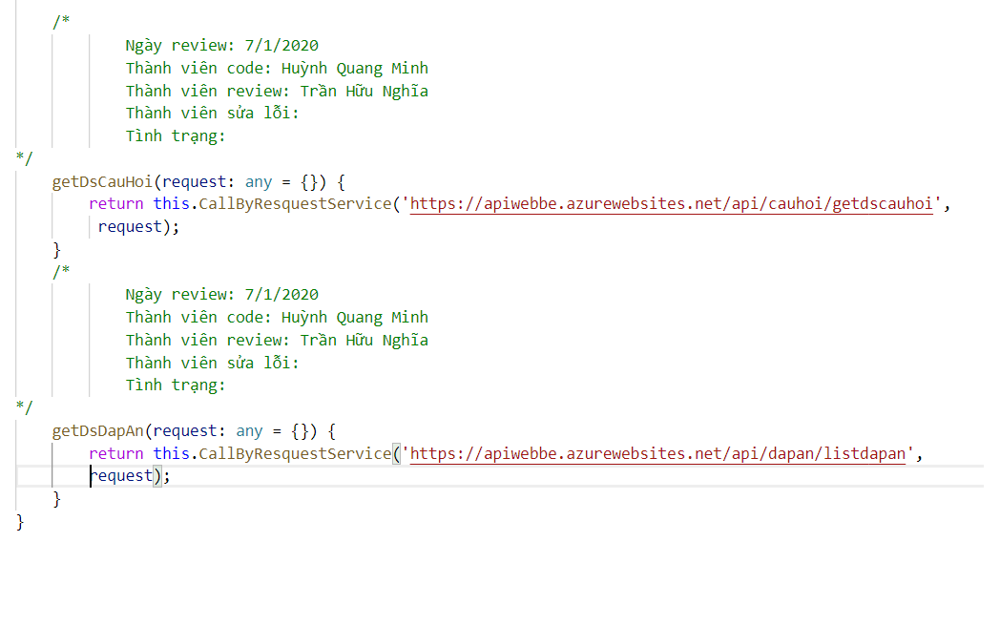 /*
Ngày review: 7/1/2020
Thành viên code: Huỳnh Quang Minh
Thành viên review: Trần Hữu Nghĩa
Thành viên sửa lỗi:
Tình trạng:
*/
getDsCauHoi(request: any = {}) {
return this.CallByResquestService('https://apiwebbe.azurewebsites.net/api/cauhoi/getdscauhoi',
request);
}
/*
Ngày review: 7/1/2020
Thành viên code: Huỳnh Quang Minh
Thành viên review: Trần Hữu Nghĩa
Thành viên sửa lỗi:
Tình trạng:
*/
getDsDapAn(request: any = {}) {
return this.CallByResquestService('https://apiwebbe.azurewebsites.net/api/dapan/listdapan',
request);
}
}